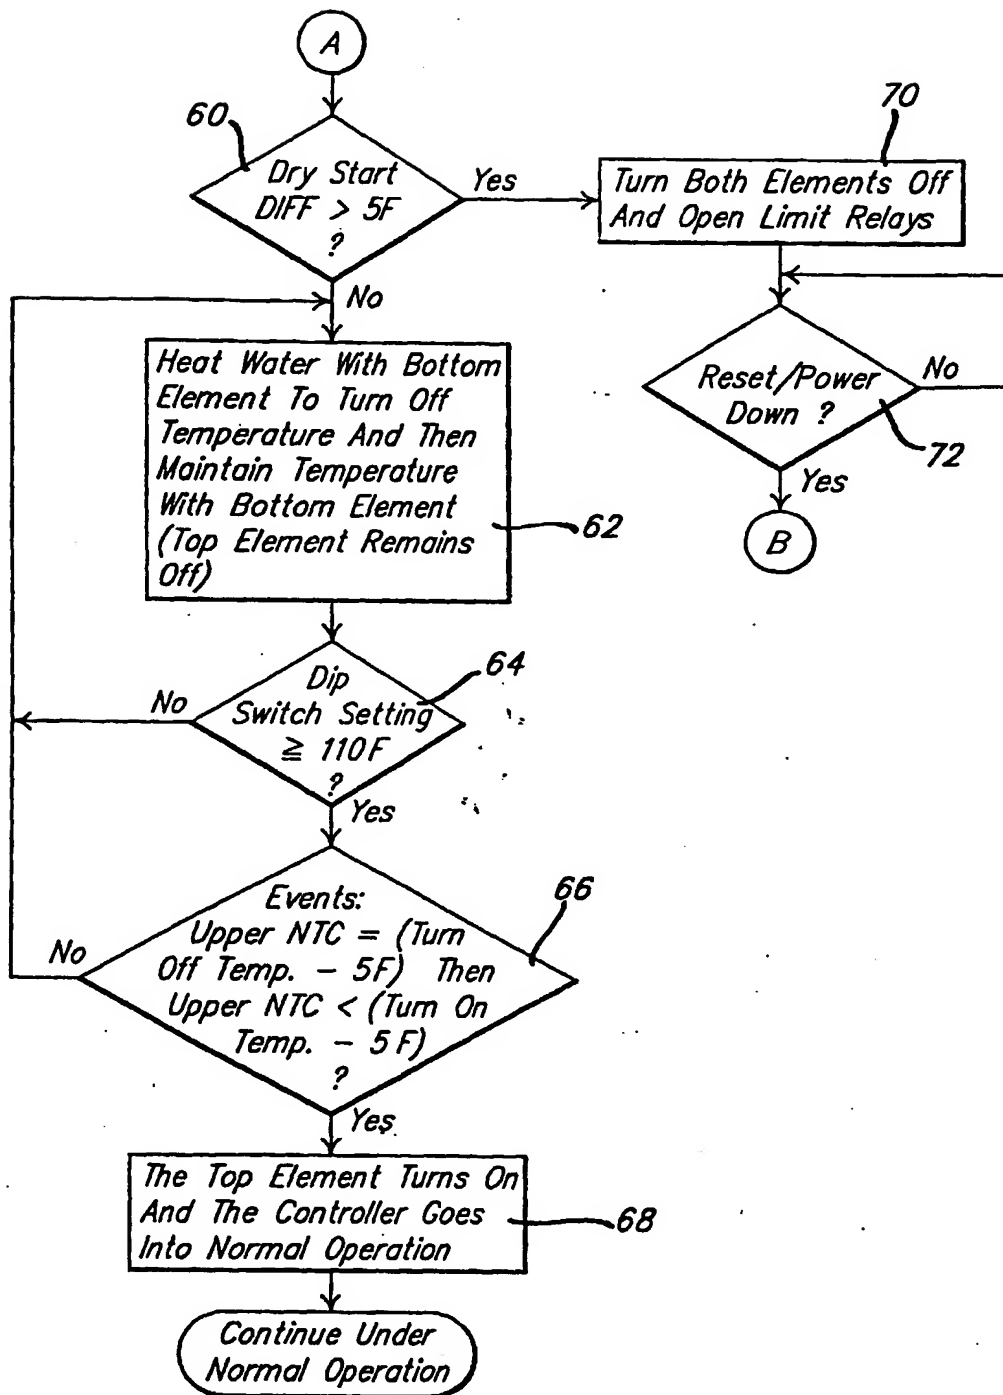 A
60
Dry Start
DIFF > 5F
?
Yes
70
Turn Both Elements Off
And Open Limit Relays
No
Reset/Power
Down ?
No
72
Yes
B
Heat Water With Bottom
Element To Turn Off
Temperature And Then
Maintain Temperature
With Bottom Element
(Top Element Remains
Off)
62
Dip
Switch Setting
≧ 110F
?
64
No
Yes
Events:
Upper NTC = (Turn
Off Temp. - 5F) Then
Upper NTC < (Turn On
Temp. - 5F)
?
66
No
Yes
The Top Element Turns On
And The Controller Goes
Into Normal Operation
68
Continue Under
Normal Operation